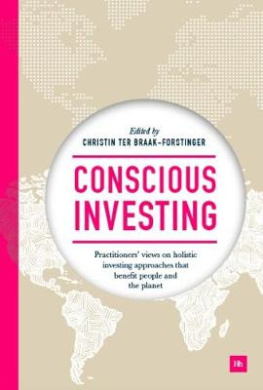 Edited by
CHRISTIN TER BRAAK-FORSTINGER
CONSCIOUS
INVESTING
Practitioners' views on holistic
investing approaches that
benefit people and
the planet
Hh